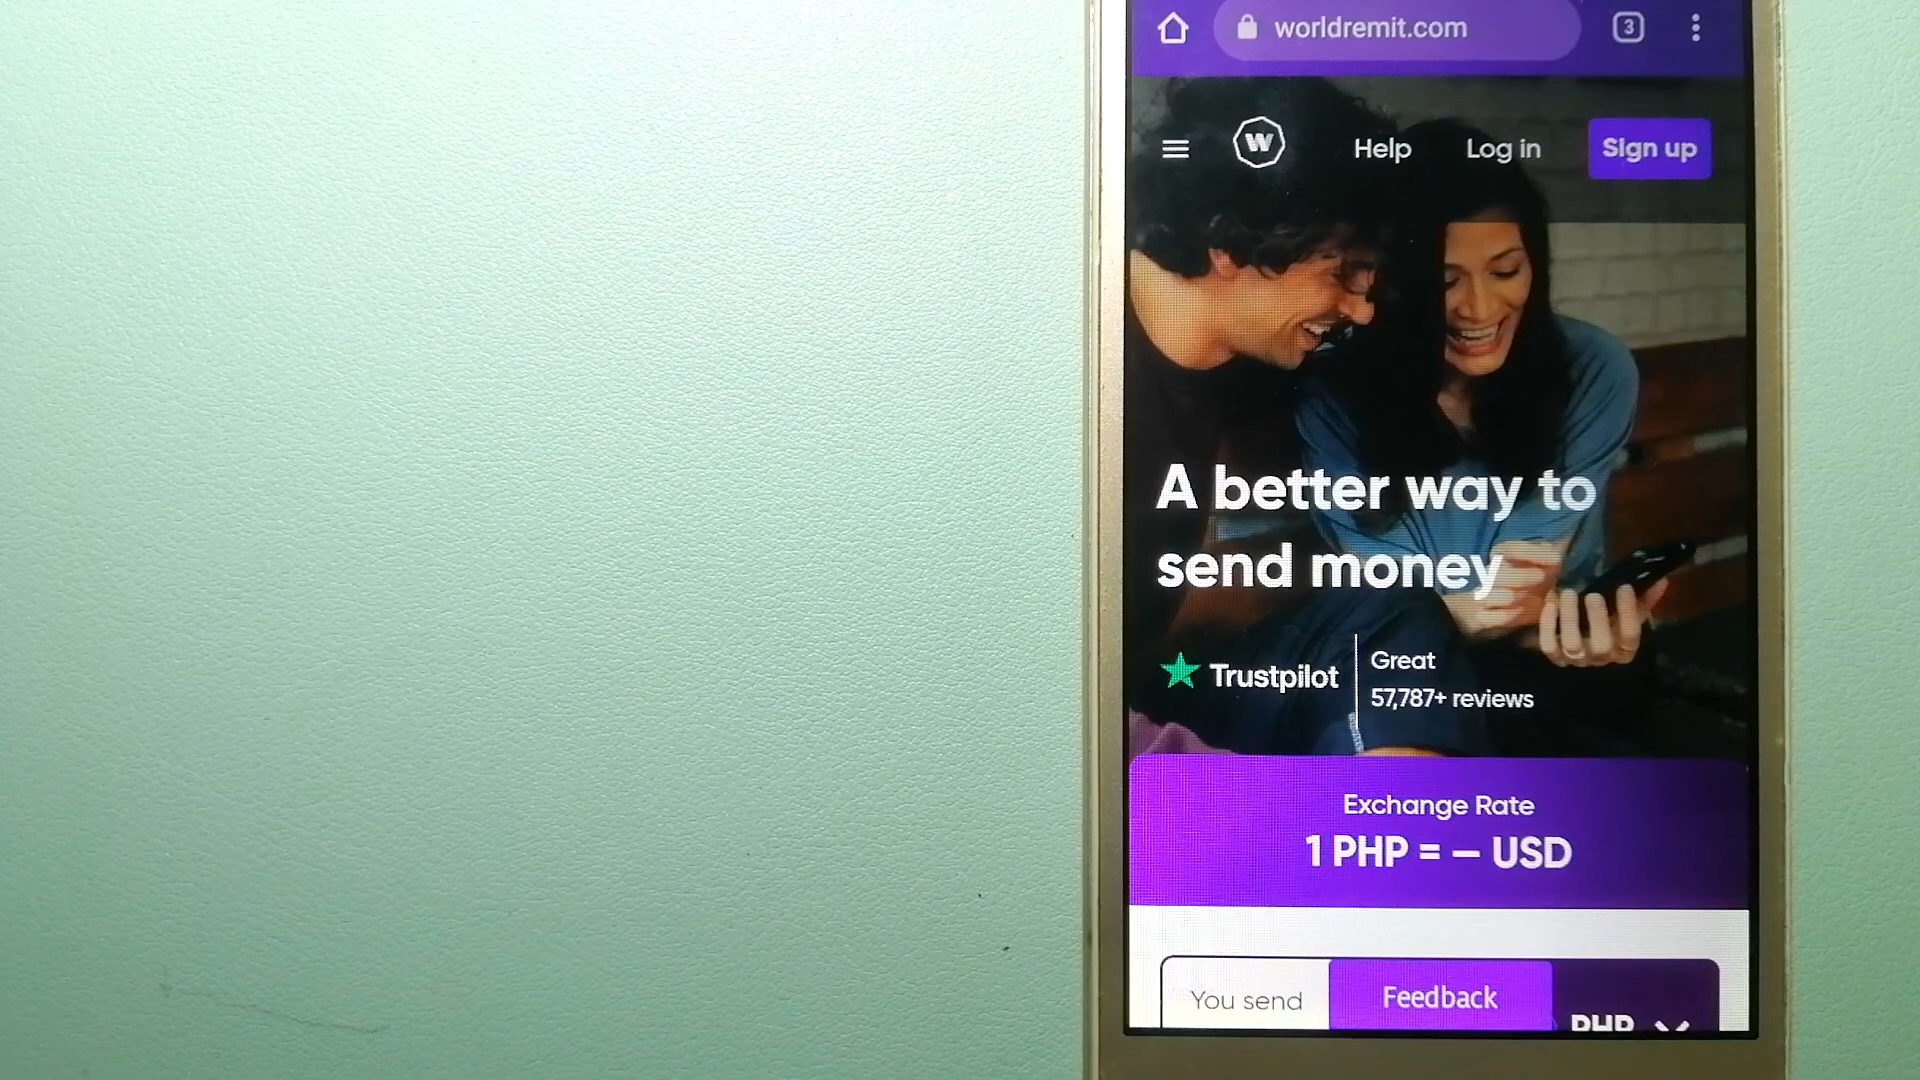 worldremit.com
3
W
Help
Log in
Sign up
A better way to
send money
Trustpilot
Great
57,787+ reviews
Exchange Rate
1 PHP = – USD
You send
Feedback
PHP